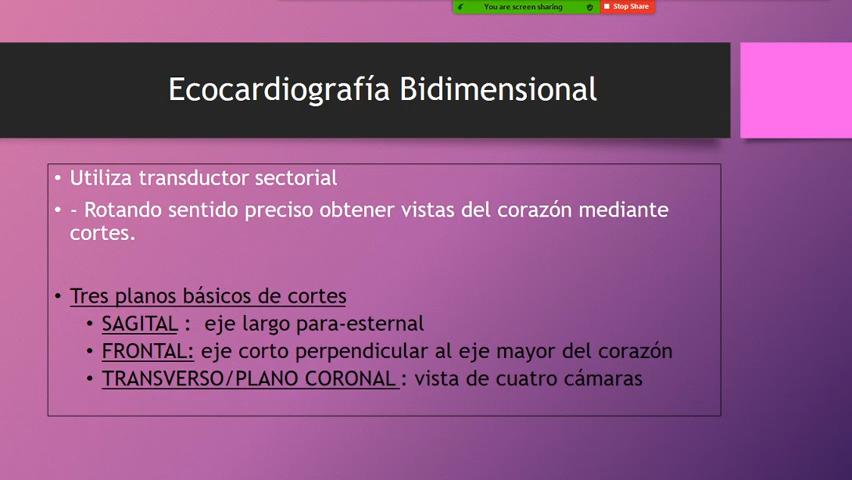 You are screen sharing
Stop Share
Ecocardiografía Bidimensional
• Utiliza transductor sectorial
• - Rotando sentido preciso obtener vistas del corazón mediante
cortes.
• Tres planos básicos de cortes
• SAGITAL : eje largo para-esternal
• FRONTAL: eje corto perpendicular al eje mayor del corazón
• TRANSVERSO/PLANO CORONAL : vista de cuatro cámaras